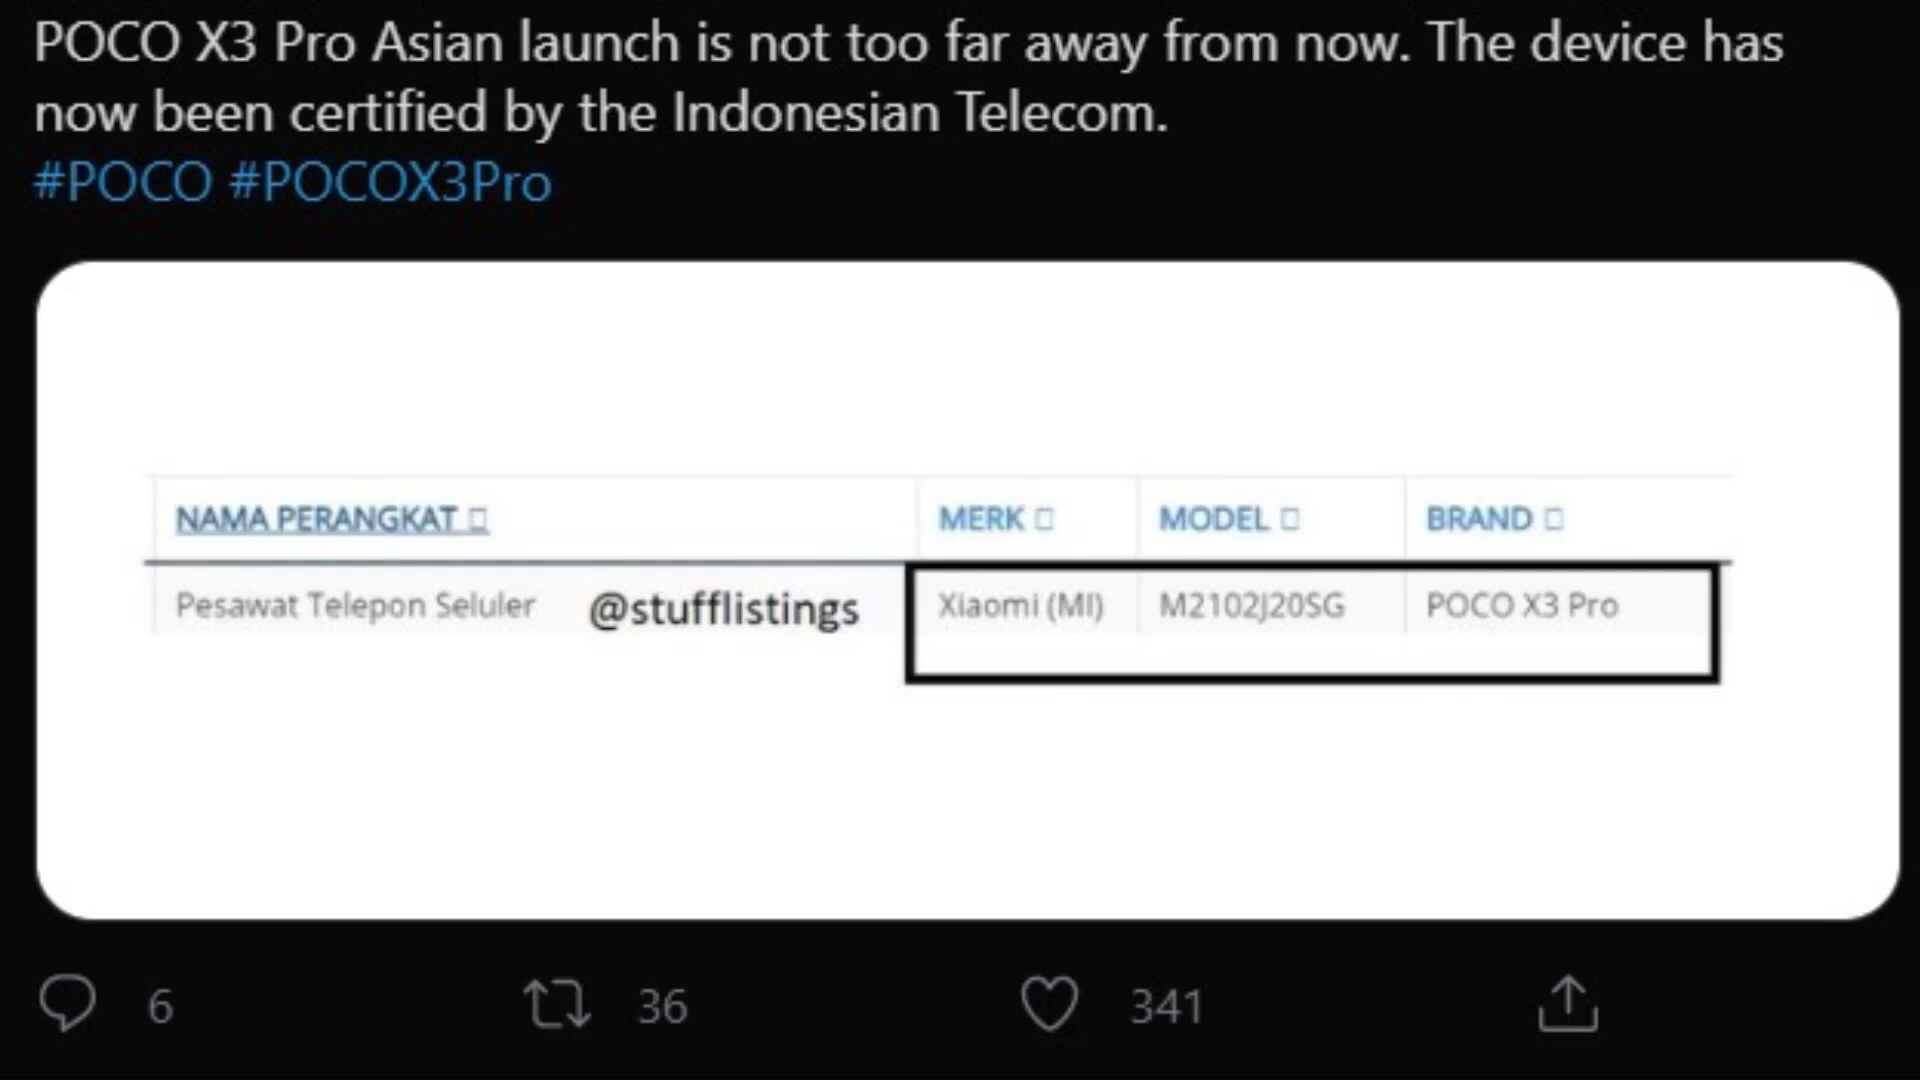 POCO X3 Pro Asian launch is not too far away from now. The device has
now been certified by the Indonesian Telecom.
#POCO #POCOX3Pro
NAMA PERANGKAT MERK MODEL BRAND
Pesawat Telepon Seluler @stufflistings Xiaomi (MI) M2102J20SG POCO X3 Pro
6 36 341